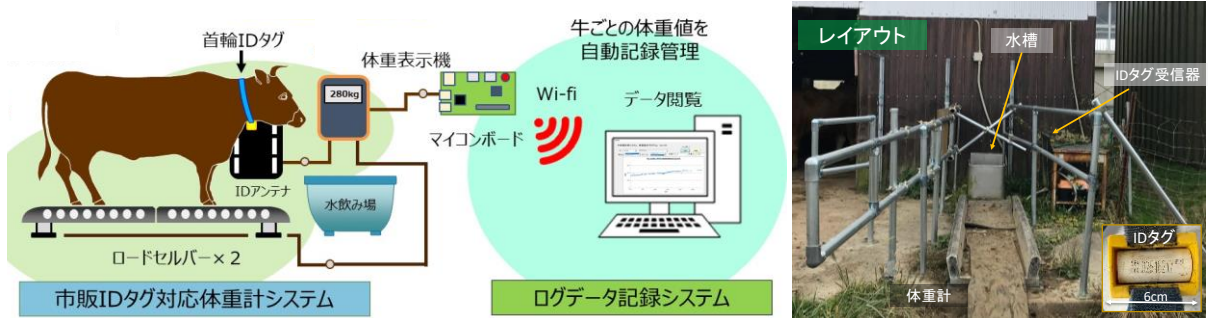 首輪IDタグ
体重表示機
280kg
マイコンボード
Wi-fi
IDアンテナ
水飲み場
ロードセルバー×2
市販IDタグ対応体重計システム
牛ごとの体重値を
自動記録管理
データ閲覧
ログデータ記録システム
レイアウト
水槽
IDタグ受信器
体重計
IDタグ
6cm